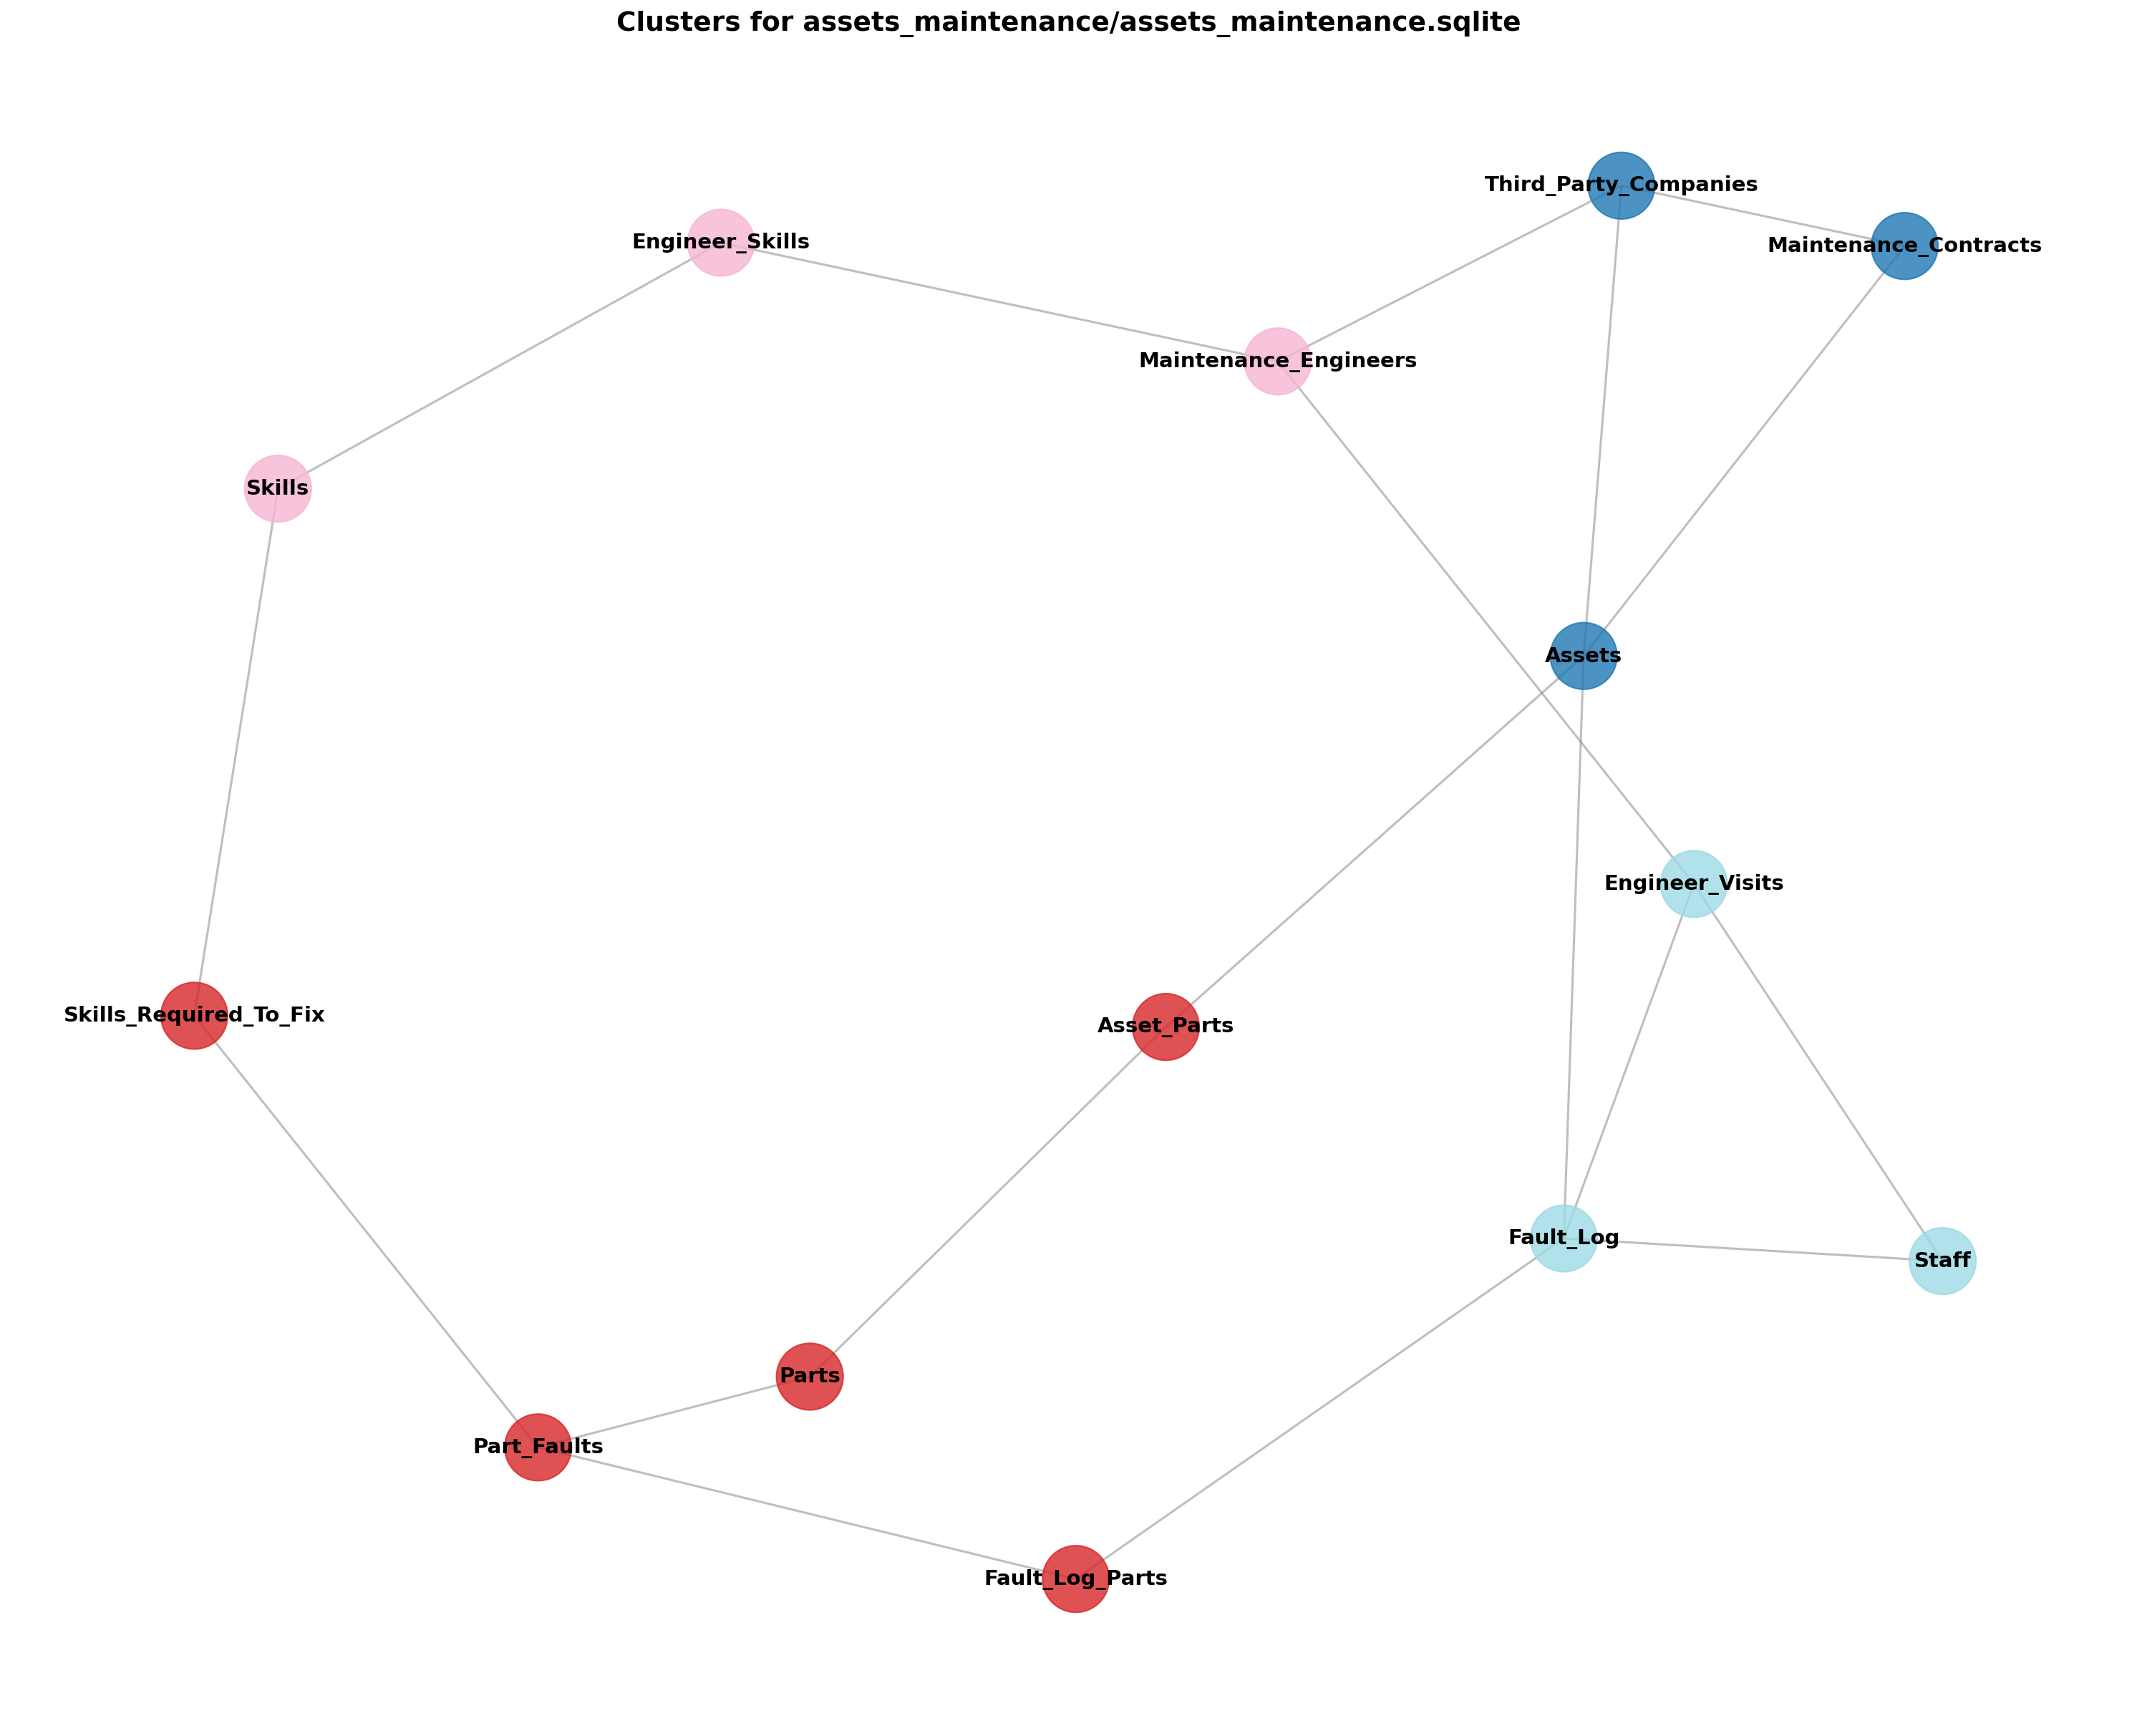 Clusters for assets_maintenance/assets_maintenance.sqlite
Third_Party_Companies
Engineer_Skills
Maintenance_Contracts
Maintenance_Engineers
Skills
Assets
Engineer_Visits
Skills_Required_To_Fix
Asset_Parts
Fault_Log
Staff
Parts
Part_Faults
Fault_Log_Parts